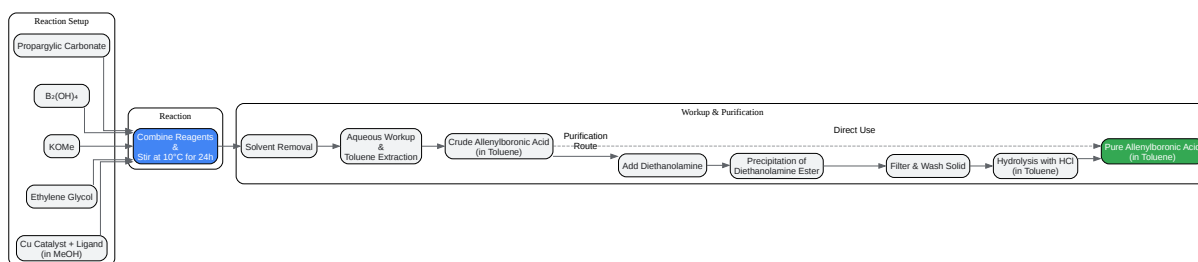 Reaction Setup
Propargylic Carbonate
B₂(OH)₄
KOMe
Ethylene Glycol
Cu Catalyst + Ligand
(in MeOH)
Reaction
Combine Reagents
&
Stir at 10°C for 24h
Workup & Purification
Solvent Removal
Aqueous Workup
&
Toluene Extraction
Crude Allenylboronic Acid
(in Toluene)
Purification
Route
Direct Use
Add Diethanolamine
Precipitation of
Diethanolamine Ester
Filter & Wash Solid
Hydrolysis with HCl
(in Toluene)
Pure Allenylboronic Acid
(in Toluene)